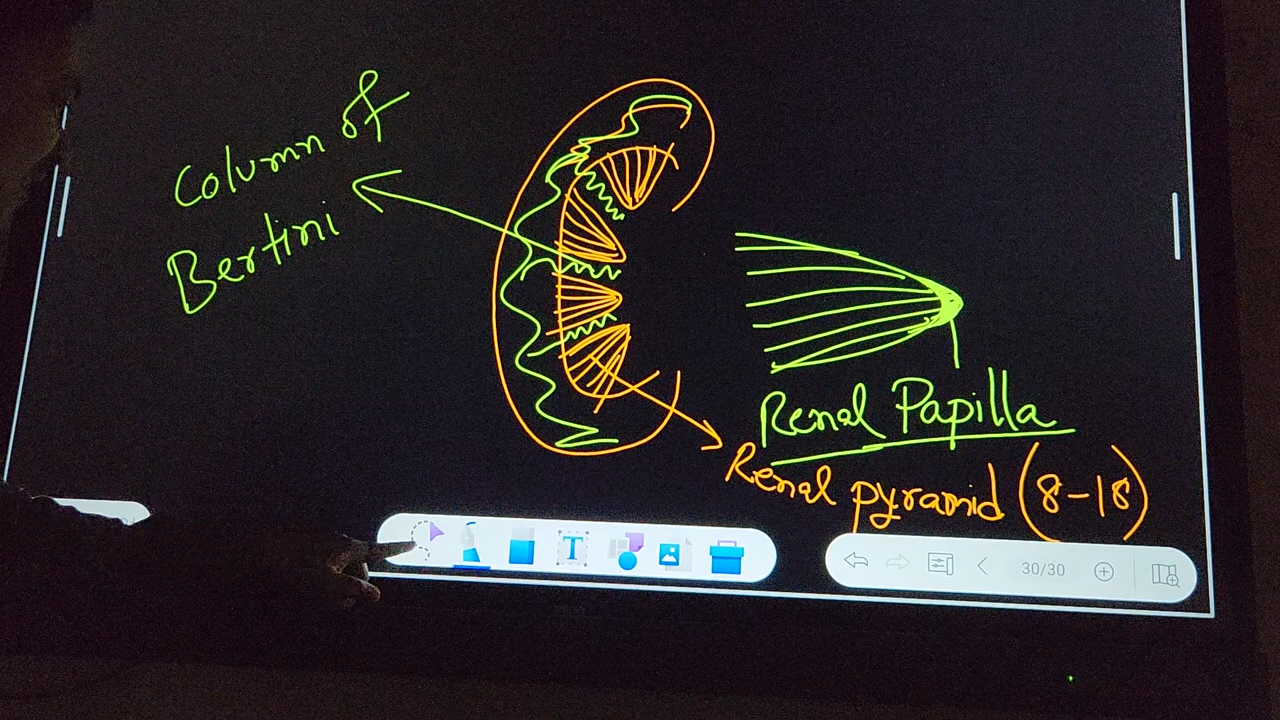 Column of
Bertini
Renal Papilla
Renal pyramid (8-18)
T
30/30